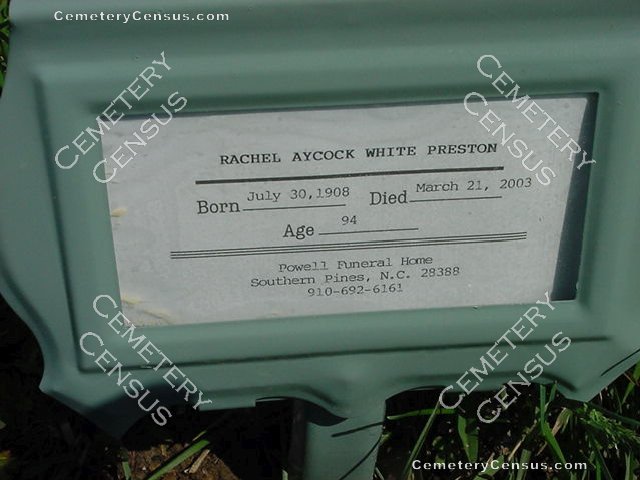 CemeteryCensus.com
CEMETERY CENSUS
CEMETERY CENSUS
RACHEL AYCOCK WHITE PRESTON
Born July 30,1908 Died March 21, 2003
Age 94
Powell Funeral Home
Southern Pines, N.C. 28388
910-692-6161
CEMETERY CENSUS
CEMETERY CENSUS
CemeteryCensus.com